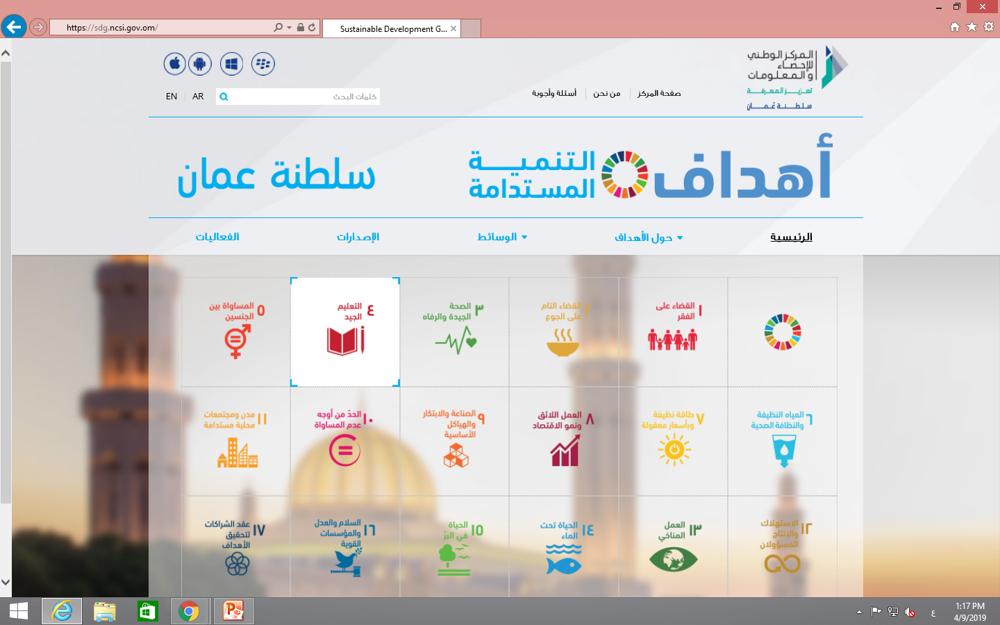 https://sdg.ncsi.gov.om/
Sustainable Development G...
المركز الوطني
للإحصاء
والمعلومات
تعزيز المعرفة
سلطنة عُمان
صفحة المركز
من نحن
أسئلة وأجوبة
كلمات البحث
AR
EN
أهداف
التنمية
المستدامة
سلطنة عمان
الرئيسية
حول الأهداف
الوسائط
الإصدارات
الفعاليات
١ القضاء على
الفقر
٢ القضاء التام
على الجوع
٣ الصحة
الجيدة والرفاه
٤ التعليم
الجيد
٥ المساواة بين
الجنسين
٦ المياه النظيفة
والنظافة الصحية
٧ طاقة نظيفة
وبأسعار معقولة
٨ العمل اللائق
ونمو الاقتصاد
٩ الصناعة والابتكار
والهياكل
الأساسية
١٠ الحدّ من أوجه
عدم المساواة
١١ مدن ومجتمعات
محلية مستدامة
١٢ الاستهلاك
والإنتاج
المسؤولان
١٣ العمل
المناخي
١٤ الحياة تحت
الماء
١٥ الحياة
في البرّ
١٦ السلام والعدل
والمؤسسات
القوية
١٧ عقد الشراكات
لتحقيق
الأهداف
ع
1:17 PM
4/9/2019